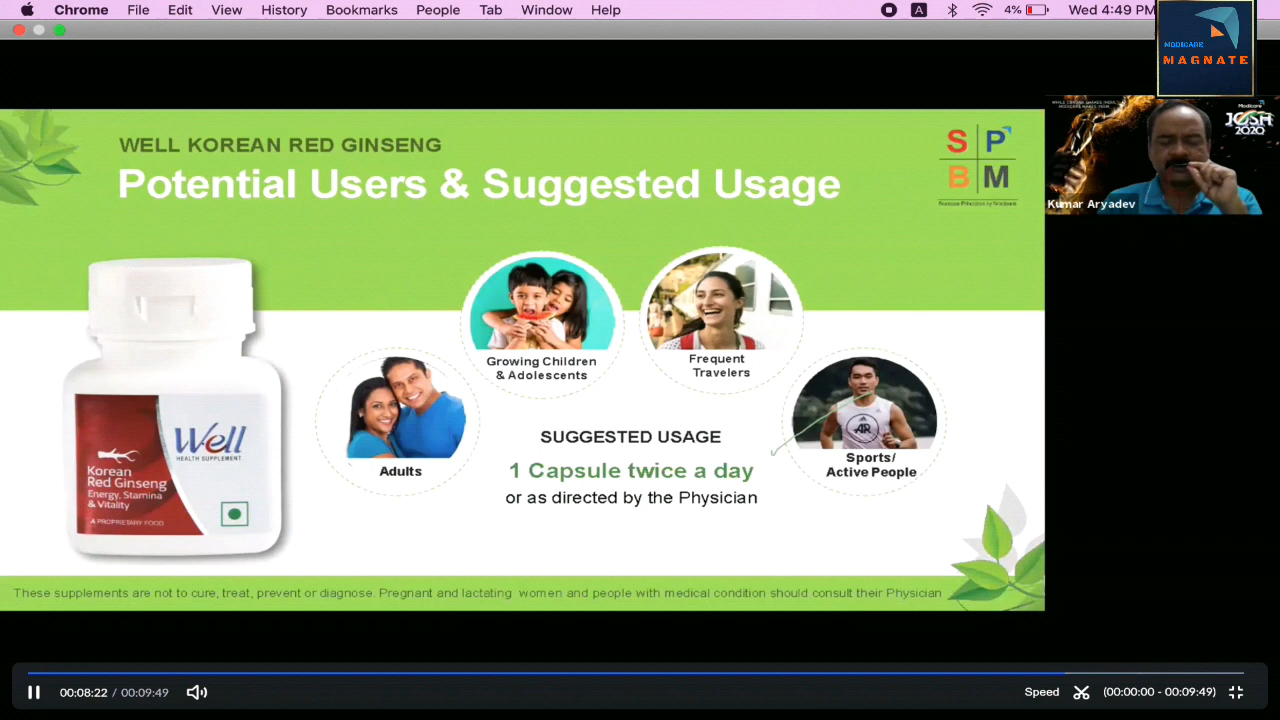 Chrome File Edit View History Bookmarks People Tab Window Help
A
4%
Wed 4:49 PM
MODICARE
MAGNATE
WELL KOREAN RED GINSENG
Potential Users & Suggested Usage
S P
B M
Modicare
JOSH
2020
Kumar Aryadev
Growing Children
& Adolescents
Frequent
Travelers
Adults
Sports/
Active People
AR
SUGGESTED USAGE
1 Capsule twice a day
or as directed by the Physician
Well
HEALTH SUPPLEMENT
Korean
Red Ginseng
Energy, Stamina
& Vitality
A PROPRIETARY FOOD
These supplements are not to cure, treat, prevent or diagnose. Pregnant and lactating women and people with medical condition should consult their Physician
00:08:22 / 00:09:49
Speed
(00:00:00 - 00:09:49)